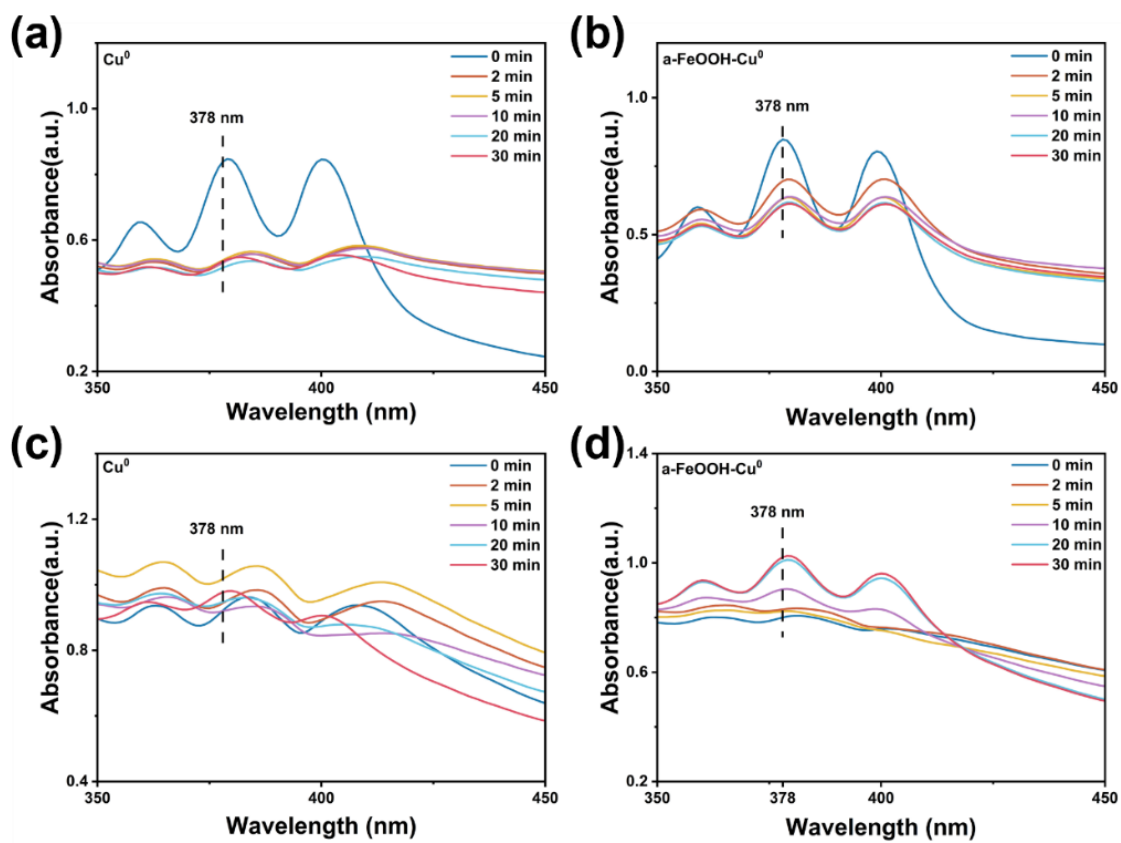 (a)
Cu⁰
378 nm
0 min
2 min
5 min
10 min
20 min
30 min
Absorbance(a.u.)
1.0
0.6
0.2
350
400
450
Wavelength (nm)
(b)
a-FeOOH-Cu⁰
378 nm
0 min
2 min
5 min
10 min
20 min
30 min
Absorbance(a.u.)
1.0
0.5
0.0
350
400
450
Wavelength (nm)
(c)
Cu⁰
378 nm
0 min
2 min
5 min
10 min
20 min
30 min
Absorbance(a.u.)
1.2
0.8
0.4
350
400
450
Wavelength (nm)
(d)
a-FeOOH-Cu⁰
378 nm
0 min
2 min
5 min
10 min
20 min
30 min
Absorbance(a.u.)
1.4
1.0
0.6
0.2
350
378
400
450
Wavelength (nm)